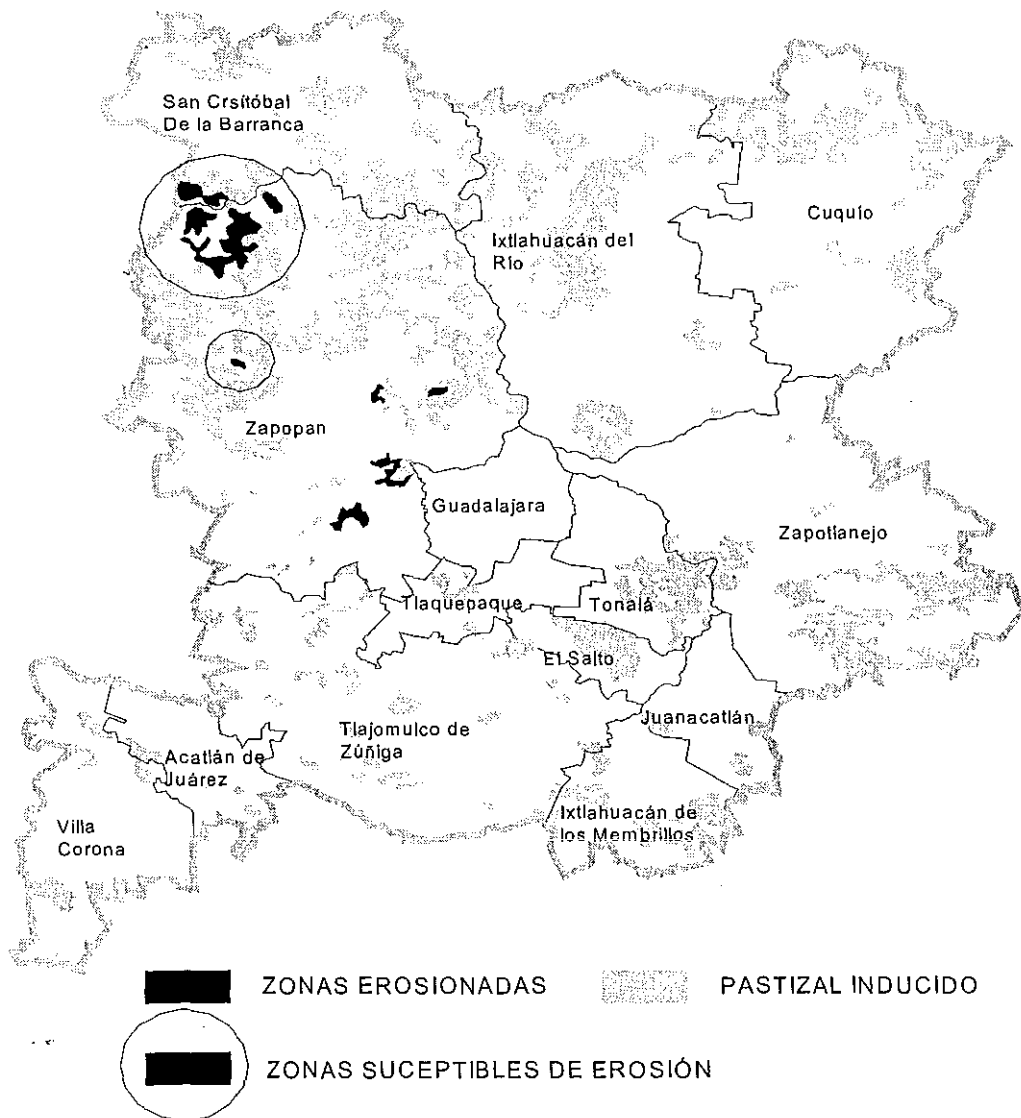 San Crsítóbal
De la Barranca
Cuquío
Ixtlahuacán del
Río
Zapopan
Guadalajara
Zapotlanejo
Tlaquepaque
Tonalá
El Salto
Juanacatlán
Tlajomulco de
Zúñiga
Acatlán de
Juárez
Ixtlahuacán de
los Membrillos
Villa
Corona
ZONAS EROSIONADAS
PASTIZAL INDUCIDO
ZONAS SUCEPTIBLES DE EROSIÓN